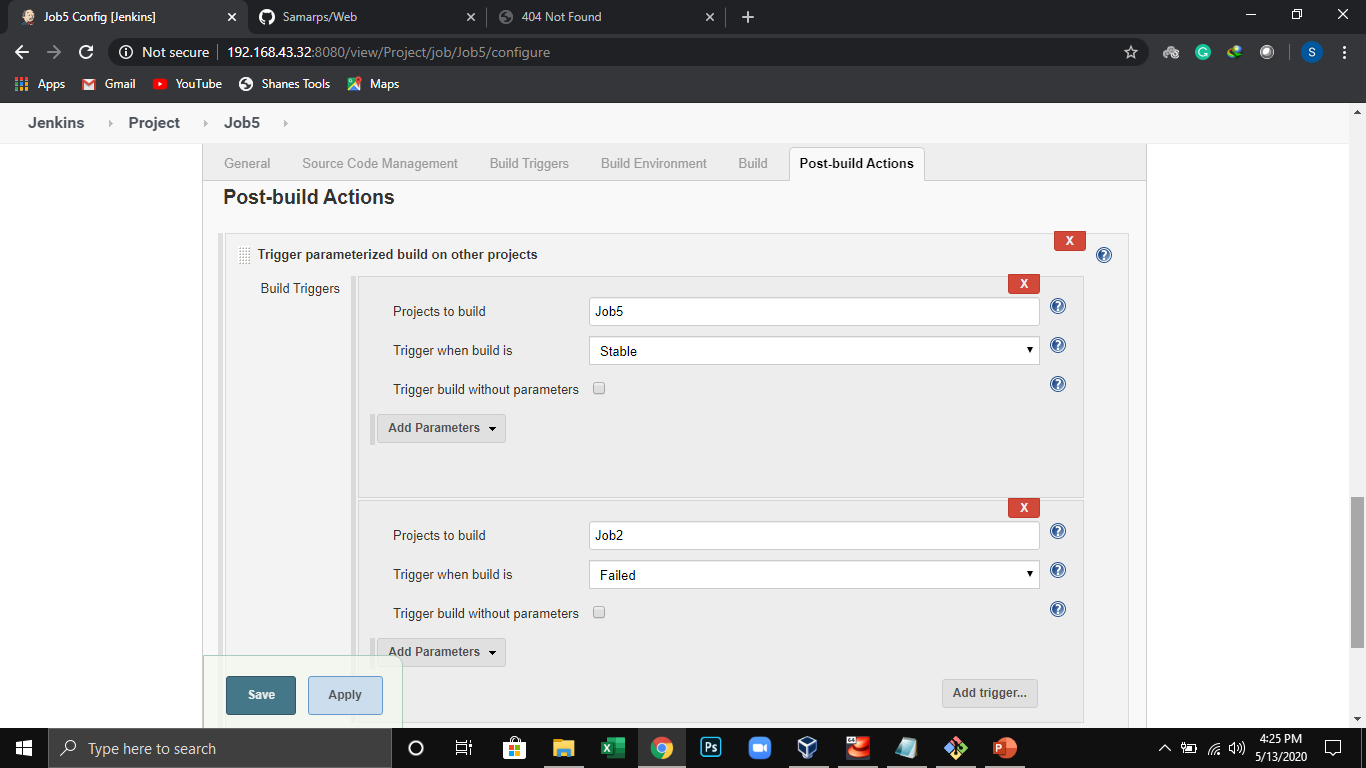 Job5 Config [Jenkins]
Samarps/Web
404 Not Found
Not secure
192.168.43.32:8080/view/Project/job/Job5/configure
S
Apps
Gmail
YouTube
Shanes Tools
Maps
Jenkins
Project
Job5
General
Source Code Management
Build Triggers
Build Environment
Build
Post-build Actions
Post-build Actions
X
Trigger parameterized build on other projects
Build Triggers
X
Projects to build
Job5
Trigger when build is
Stable
Trigger build without parameters
Add Parameters
X
Projects to build
Job2
Trigger when build is
Failed
Trigger build without parameters
Add Parameters
Add trigger...
Save
Apply
Type here to search
Ps
64
4:25 PM
5/13/2020